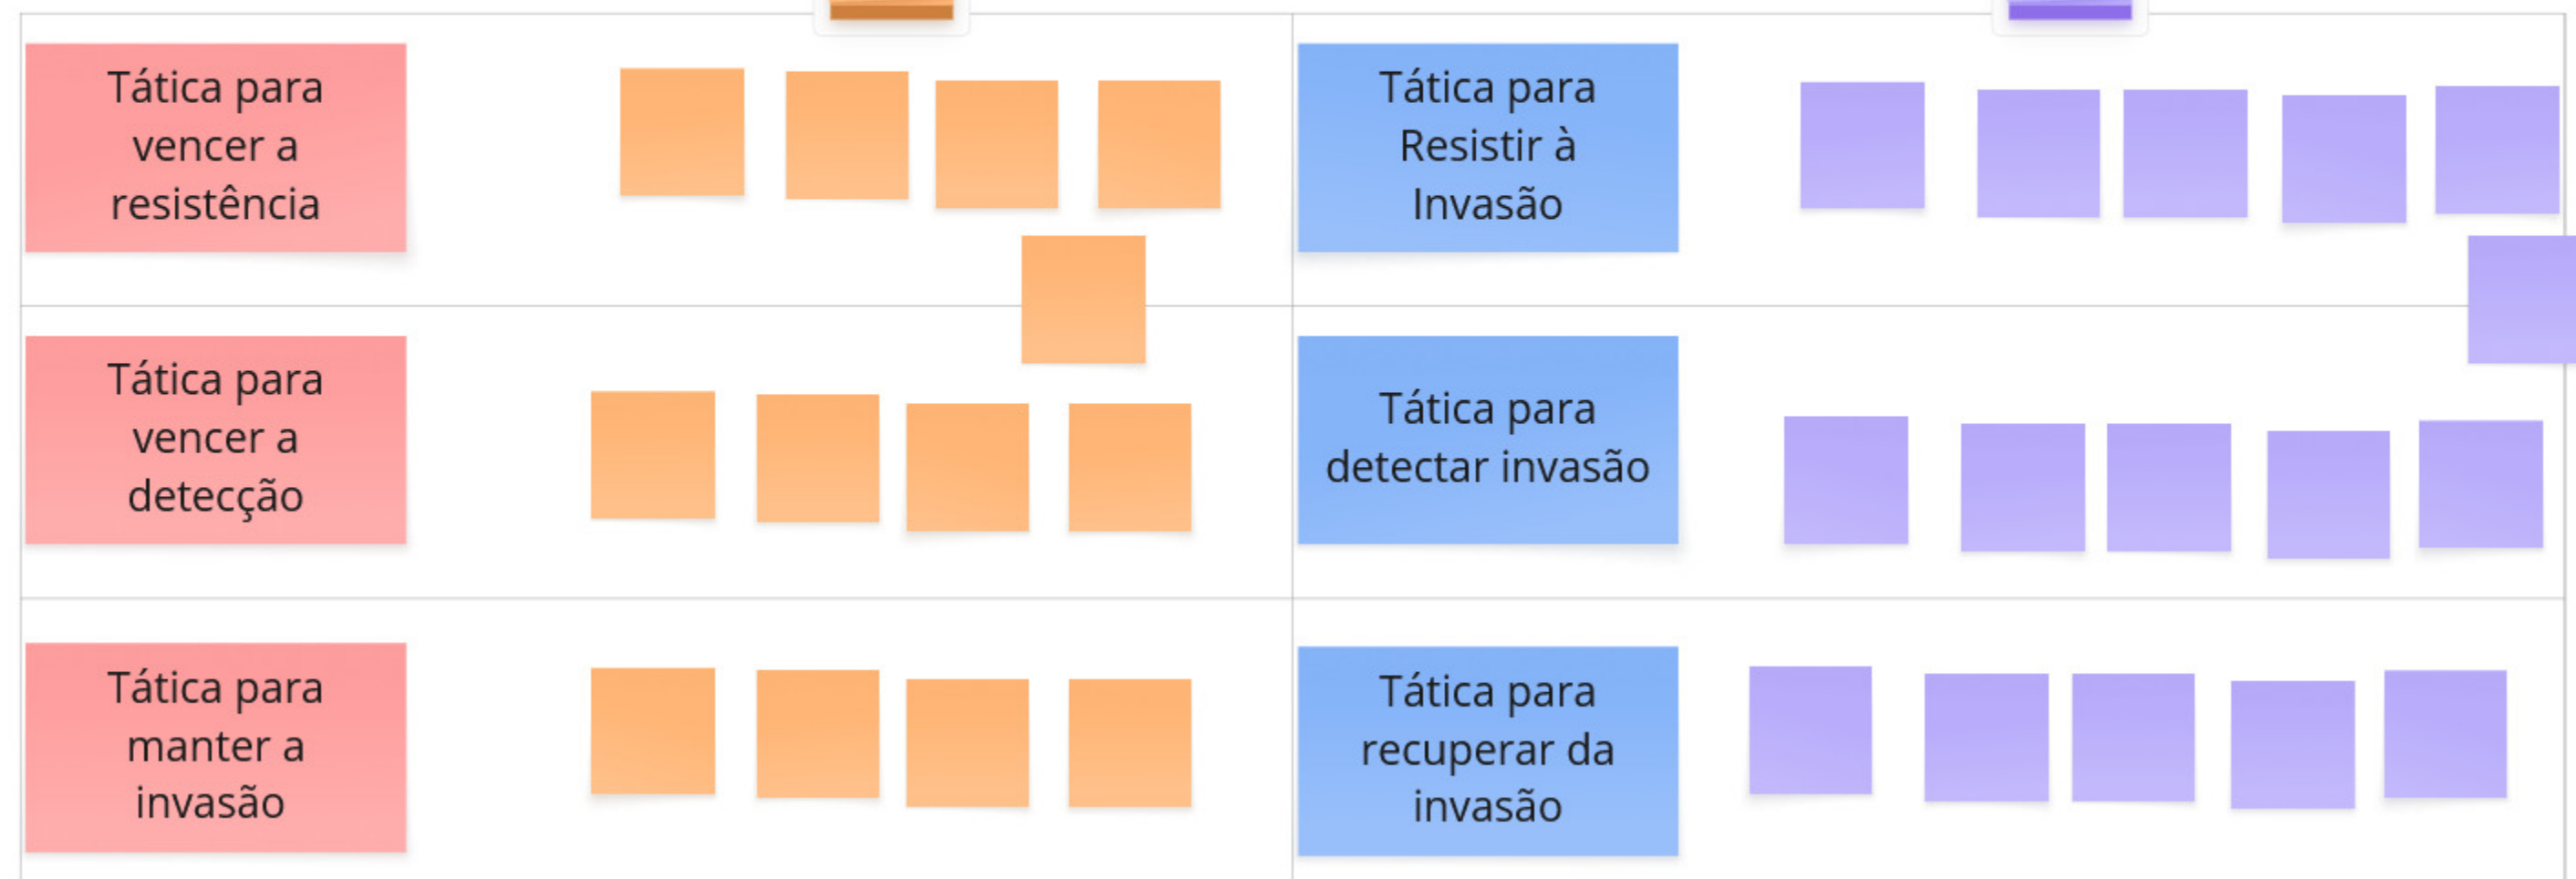 Tática para
vencer a
resistência
Tática para
Resistir à
Invasão
Tática para
vencer a
detecção
Tática para
detectar invasão
Tática para
manter a
invasão
Tática para
recuperar da
invasão